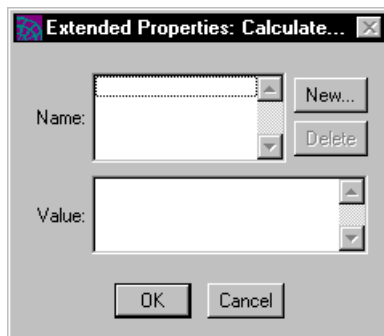 Extended Properties: Calculate...
Name:
New...
Delete
Value:
OK
Cancel